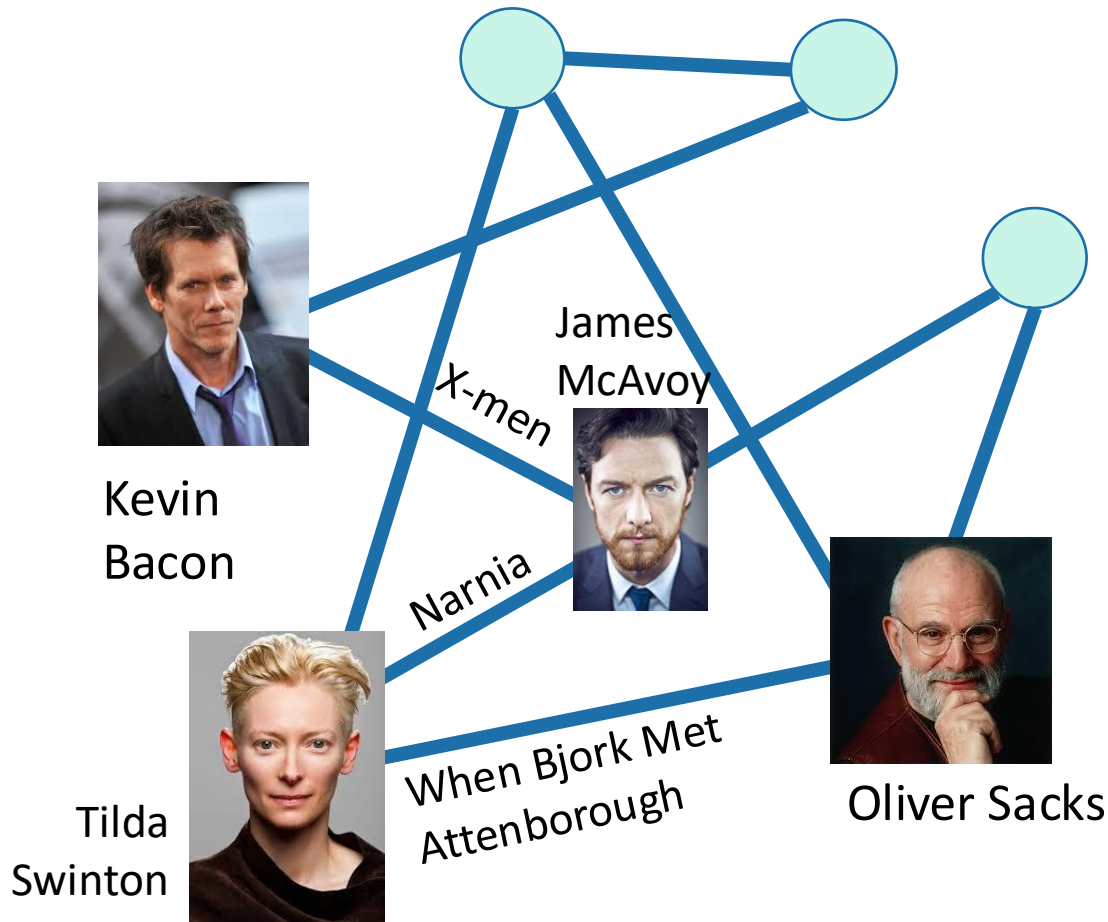 James
McAvoy
X-men
Kevin
Bacon
Narnia
When Bjork Met
Attenborough
Oliver Sacks
Tilda
Swinton